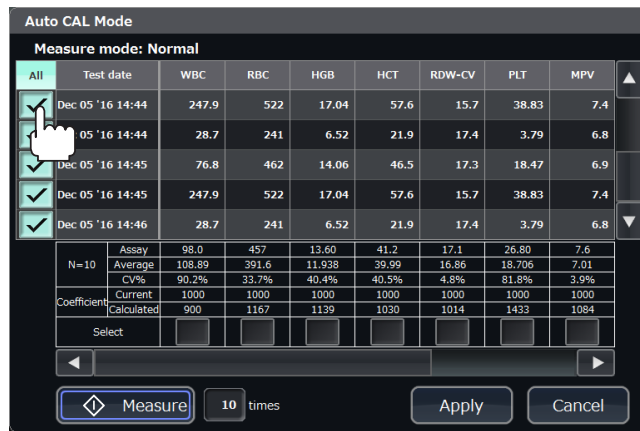 Auto CAL Mode
Measure mode: Normal
All Test date WBC RBC HGB HCT RDW-CV PLT MPV
Dec 05 '16 14:44 247.9 522 17.04 57.6 15.7 38.83 7.4
05 '16 14:44 28.7 241 6.52 21.9 17.4 3.79 6.8
Dec 05 '16 14:45 76.8 462 14.06 46.5 17.3 18.47 6.9
Dec 05 '16 14:45 247.9 522 17.04 57.6 15.7 38.83 7.4
Dec 05 '16 14:46 28.7 241 6.52 21.9 17.4 3.79 6.8
N=10 Assay 98.0 457 13.60 41.2 17.1 26.80 7.6
Average 108.89 391.6 11.938 39.99 16.86 18.706 7.01
CV% 90.2% 33.7% 40.4% 40.5% 4.8% 81.8% 3.9%
Coefficient Current 1000 1000 1000 1000 1000 1000 1000
Calculated 900 1167 1139 1030 1014 1433 1084
Select
Measure 10 times Apply Cancel